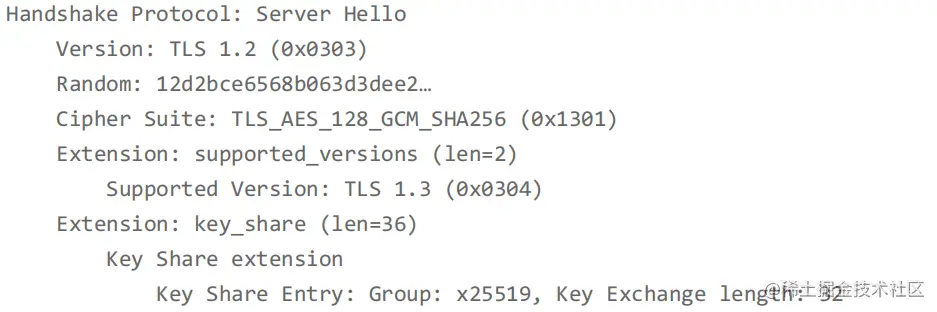 Handshake Protocol: Server Hello
Version: TLS 1.2 (0x0303)
Random: 12d2bce6568b063d3dee2…
Cipher Suite: TLS_AES_128_GCM_SHA256 (0x1301)
Extension: supported_versions (len=2)
Supported Version: TLS 1.3 (0x0304)
Extension: key_share (len=36)
Key Share extension
Key Share Entry: Group: x25519, Key Exchange length: 32
@稀土掘金技术社区